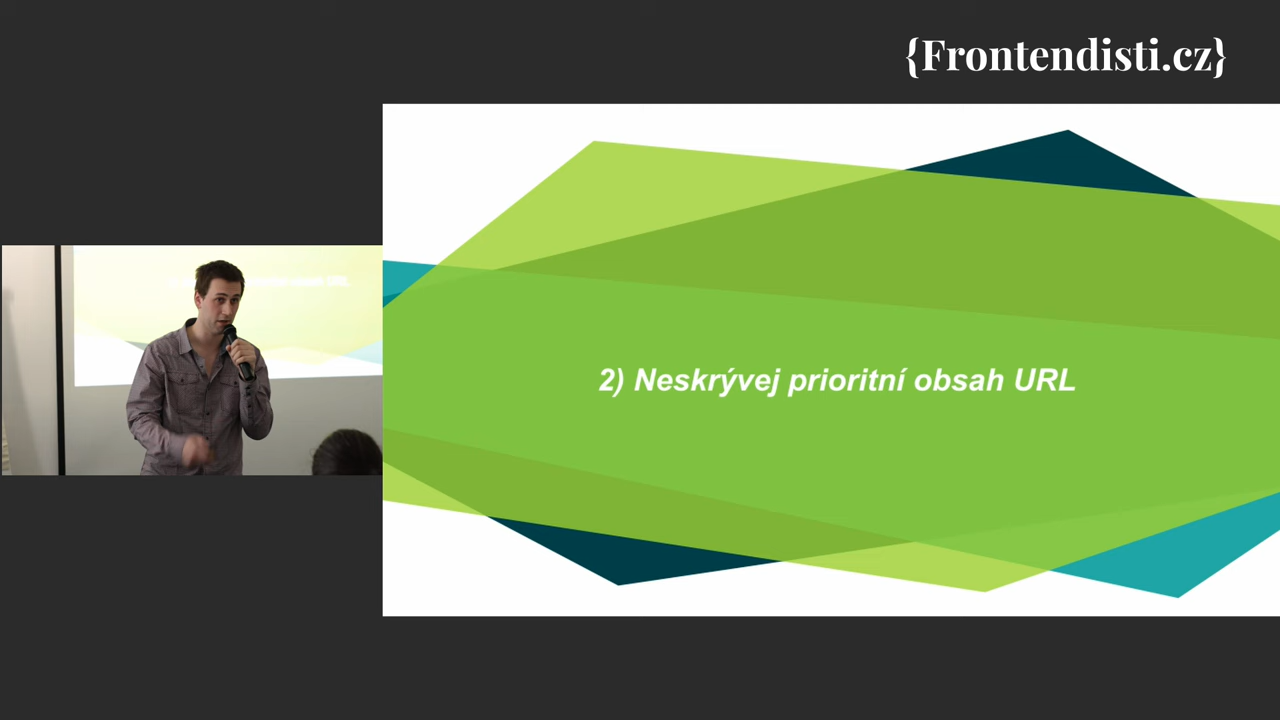 {Frontendisti.cz}
2) Neskrývej prioritní obsah URL